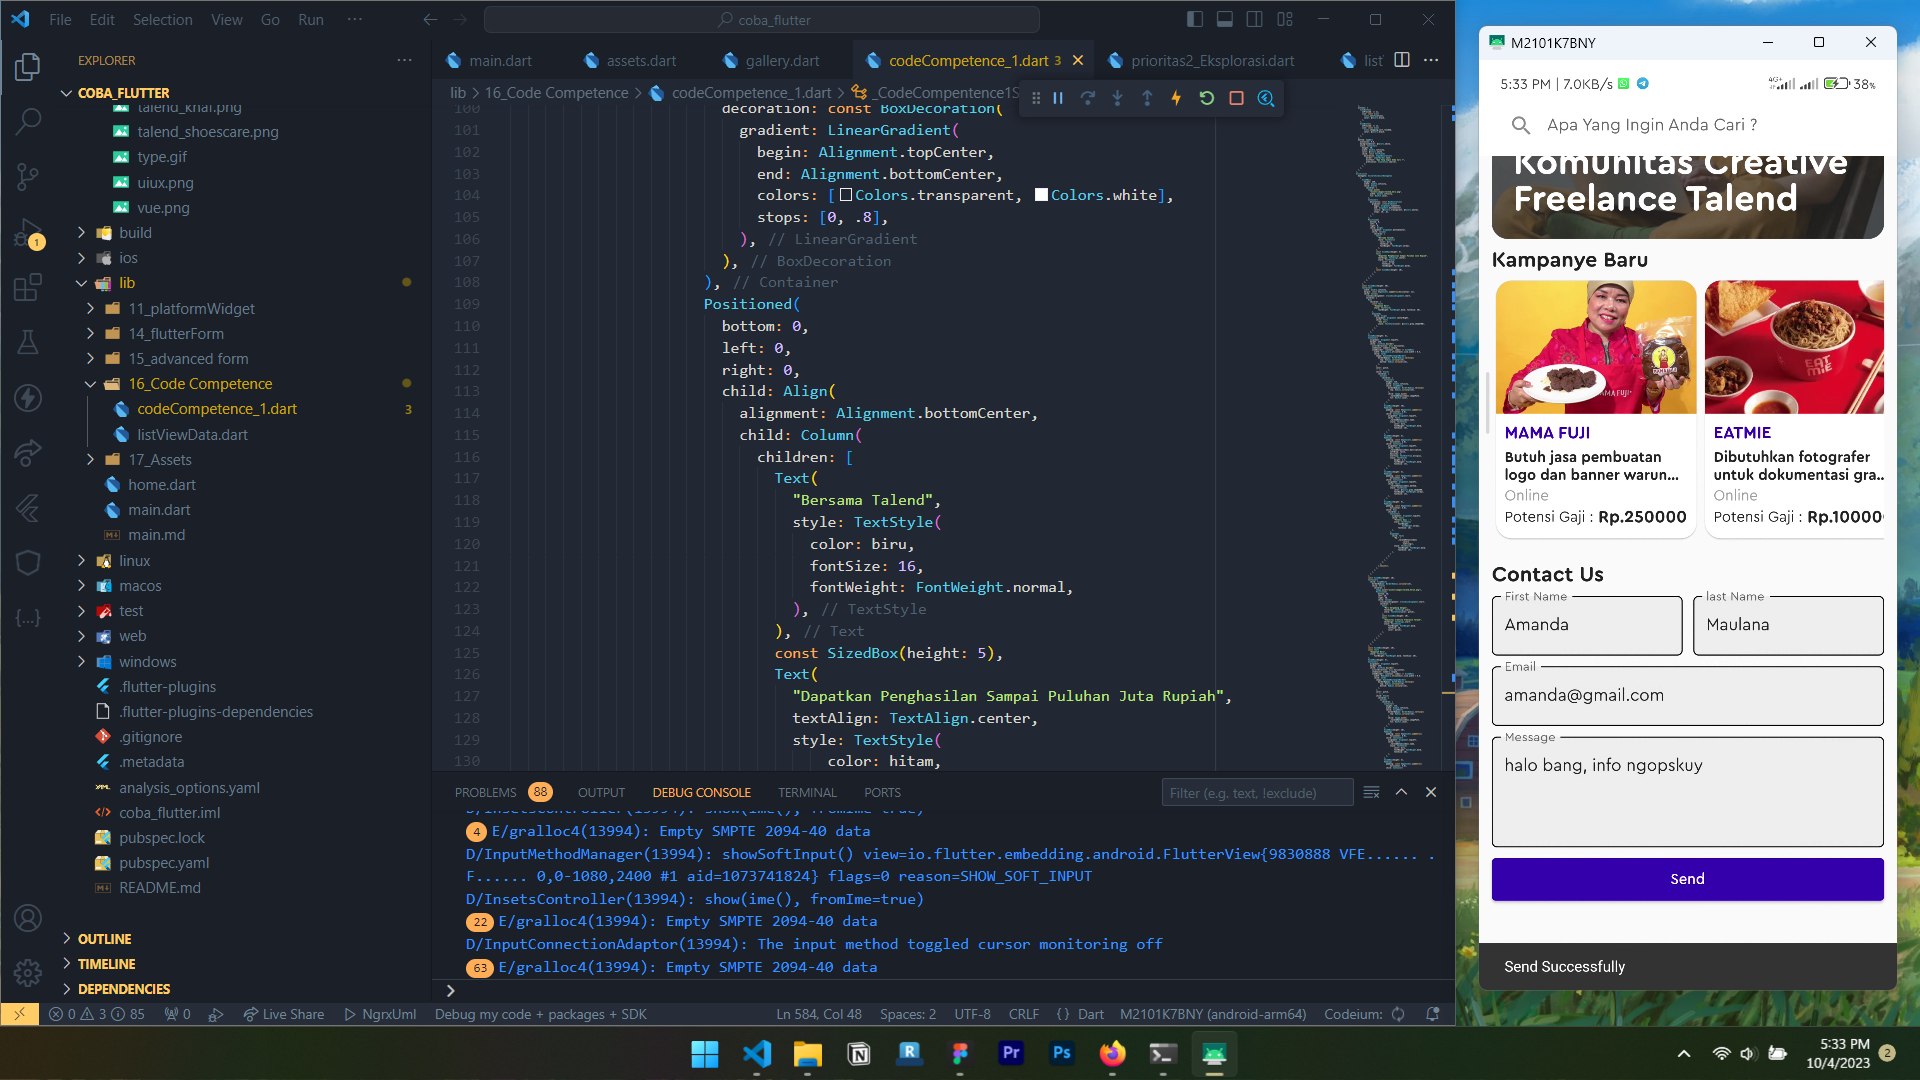 File Edit Selection View Go Run ...
coba_flutter
EXPLORER
COBA_FLUTTER
talend_khaf.png
talend_shoescare.png
type.gif
uiux.png
vue.png
build
ios
lib
11_platformWidget
14_flutterForm
15_advanced form
16_Code Competence
codeCompetence_1.dart 3
listViewData.dart
17_Assets
home.dart
main.dart
main.md
linux
macos
test
web
windows
.flutter-plugins
.flutter-plugins-dependencies
.gitignore
.metadata
analysis_options.yaml
coba_flutter.iml
pubspec.lock
pubspec.yaml
README.md
OUTLINE
TIMELINE
DEPENDENCIES
1
main.dart assets.dart gallery.dart codeCompetence_1.dart 3 prioritas2_Eksplorasi.dart list
lib > 16_Code Competence > codeCompetence_1.dart > _CodeCompentence1S
100 decoration: const BoxDecoration(
101 gradient: LinearGradient(
102 begin: Alignment.topCenter,
103 end: Alignment.bottomCenter,
104 colors: [Colors.transparent, Colors.white],
105 stops: [0, .8],
106 ), // LinearGradient
107 ), // BoxDecoration
108 ), // Container
109 Positioned(
110 bottom: 0,
111 left: 0,
112 right: 0,
113 child: Align(
114 alignment: Alignment.bottomCenter,
115 child: Column(
116 children: [
117 Text(
118 "Bersama Talend",
119 style: TextStyle(
120 color: biru,
121 fontSize: 16,
122 fontWeight: FontWeight.normal,
123 ), // TextStyle
124 ), // Text
125 const SizedBox(height: 5),
126 Text(
127 "Dapatkan Penghasilan Sampai Puluhan Juta Rupiah",
128 textAlign: TextAlign.center,
129 style: TextStyle(
130 color: hitam,
PROBLEMS 88 OUTPUT DEBUG CONSOLE TERMINAL PORTS
Filter (e.g. text, !exclude)
D/InsetsController(13994): show(ime(), fromIme=true)
4 E/gralloc4(13994): Empty SMPTE 2094-40 data
D/InputMethodManager(13994): showSoftInput() view=io.flutter.embedding.android.FlutterView{9830888 VFE...... .
F...... 0,0-1080,2400 #1 aid=1073741824} flags=0 reason=SHOW_SOFT_INPUT
D/InsetsController(13994): show(ime(), fromIme=true)
22 E/gralloc4(13994): Empty SMPTE 2094-40 data
D/InputConnectionAdaptor(13994): The input method toggled cursor monitoring off
63 E/gralloc4(13994): Empty SMPTE 2094-40 data
0 3 85 0 Live Share NgrxUml Debug my code + packages + SDK Ln 584, Col 48 Spaces: 2 UTF-8 CRLF {} Dart M2101K7BNY (android-arm64) Codeium:
M2101K7BNY
5:33 PM | 7.0KB/s 4G+ 38%
Apa Yang Ingin Anda Cari ?
Komunitas Creative
Freelance Talend
Kampanye Baru
MAMA FUJI
Butuh jasa pembuatan
logo dan banner warun...
Online
Potensi Gaji : Rp.250000
EAT
MIE
EATMIE
Dibutuhkan fotografer
untuk dokumentasi gra...
Online
Potensi Gaji : Rp.10000
Contact Us
First Name
Amanda
last Name
Maulana
Email
amanda@gmail.com
Message
halo bang, info ngopskuy
Send
Send Successfully
R Pr Ps
5:33 PM
10/4/2023
2